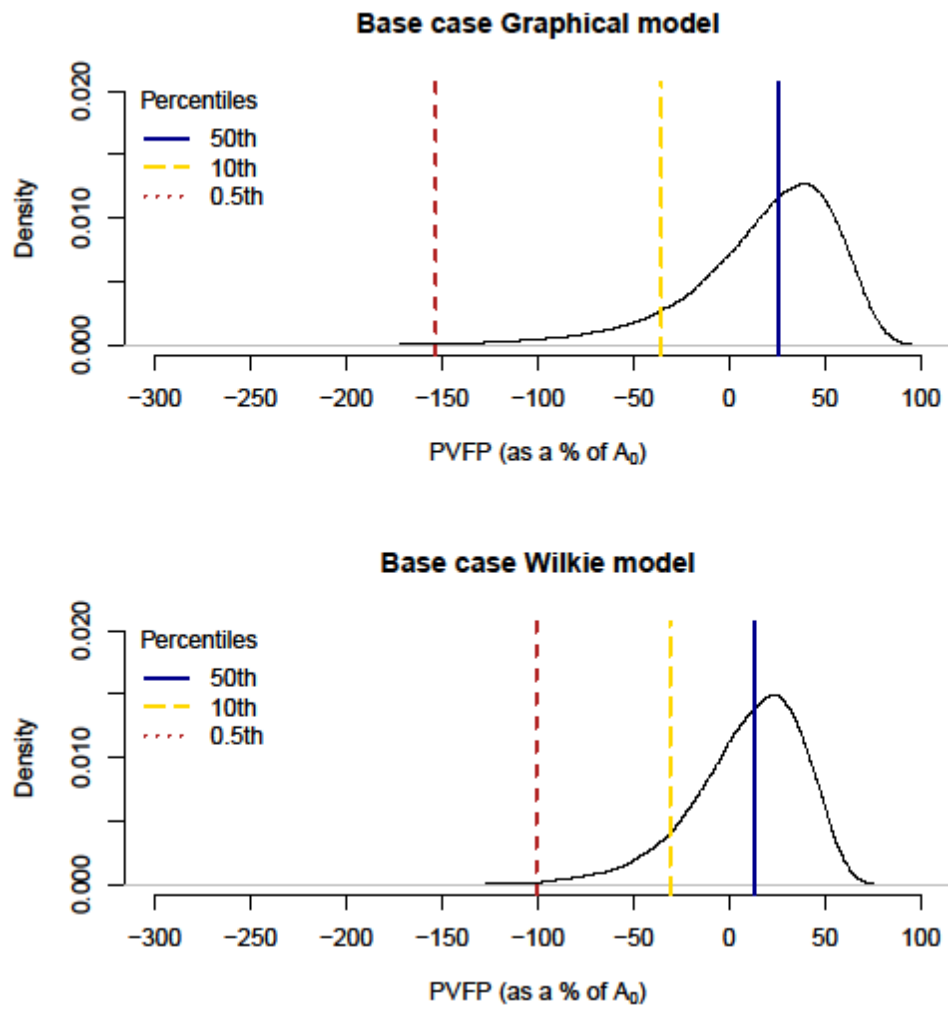 Base case Graphical model
0.020
0.010
0.000
Density
Percentiles
50th
10th
0.5th
−300 −250 −200 −150 −100 −50 0 50 100
PVFP (as a % of A₀)
Base case Wilkie model
0.020
0.010
0.000
Density
Percentiles
50th
10th
0.5th
−300 −250 −200 −150 −100 −50 0 50 100
PVFP (as a % of A₀)